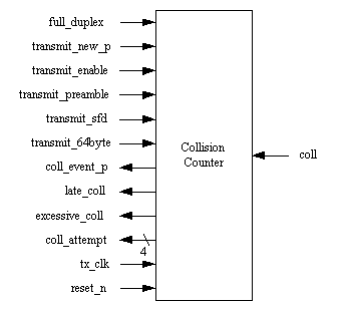 full_duplex
transmit_new_p
transmit_enable
transmit_preamble
transmit_sfd
transmit_64byte
coll_event_p
late_coll
excessive_coll
coll_attempt
4
tx_clk
reset_n
Collision
Counter
coll